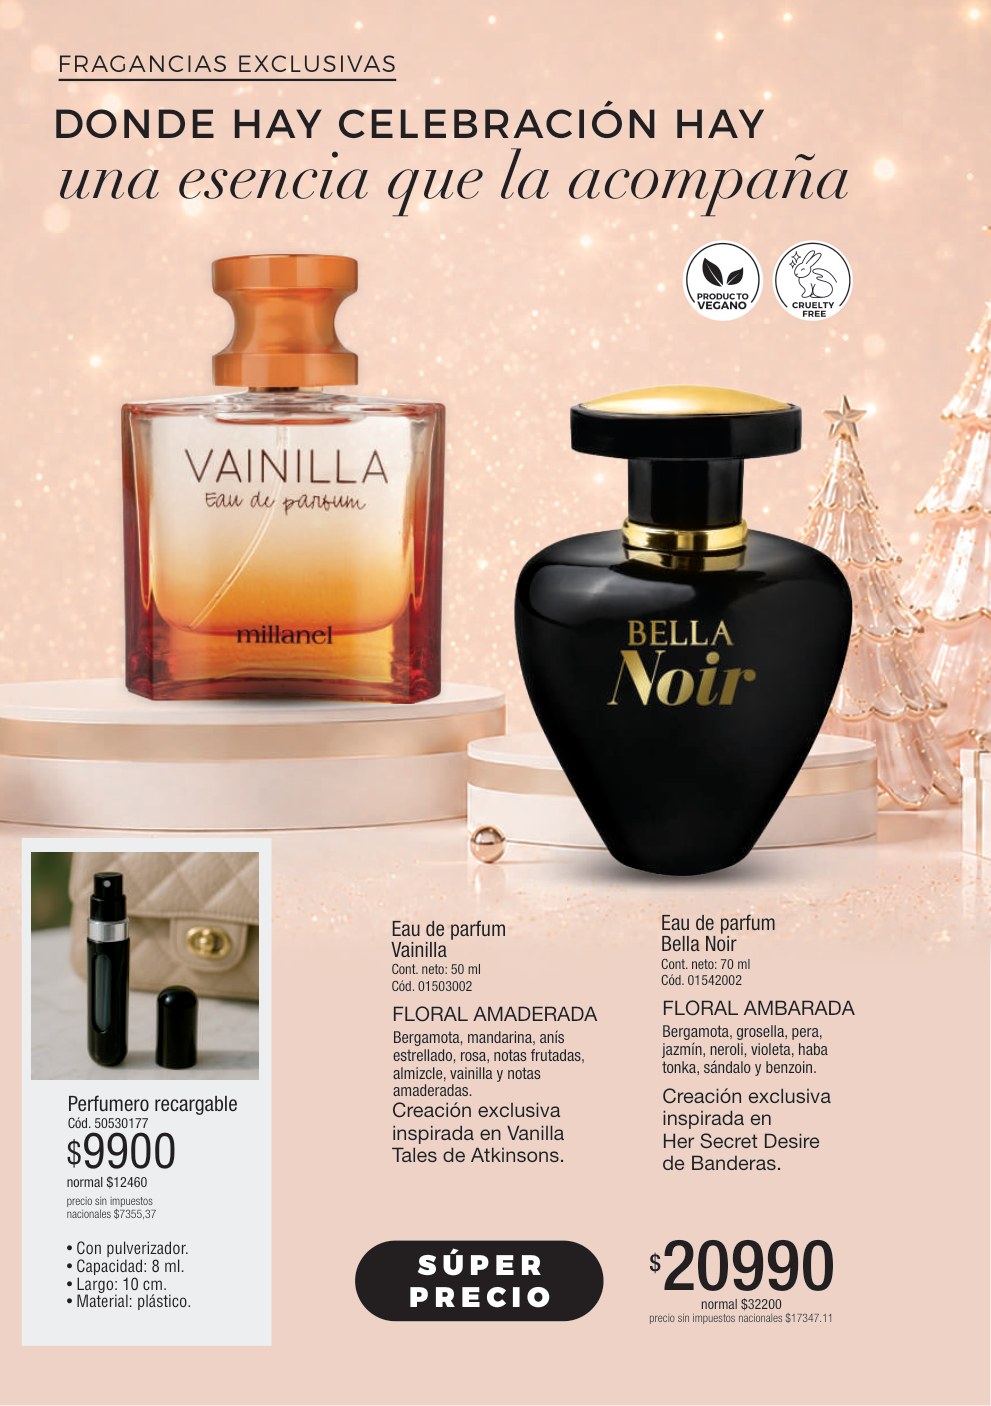 FRAGANCIAS EXCLUSIVAS
DONDE HAY CELEBRACIÓN HAY
una esencia que la acompaña
PRODUCTO
VEGANO
CRUELTY
FREE
VAINILLA
Eau de parfum
millanel
BELLA
Noir
Eau de parfum
Vainilla
Cont. neto: 50 ml
Cód. 01503002
FLORAL AMADERADA
Bergamota, mandarina, anís
estrellado, rosa, notas frutadas,
almizcle, vainilla y notas
amaderadas.
Creación exclusiva
inspirada en Vanilla
Tales de Atkinsons.
Eau de parfum
Bella Noir
Cont. neto: 70 ml
Cód. 01542002
FLORAL AMBARADA
Bergamota, grosella, pera,
jazmín, neroli, violeta, haba
tonka, sándalo y benzoin.
Creación exclusiva
inspirada en
Her Secret Desire
de Banderas.
Perfumero recargable
Cód. 50530177
$9900
normal $12460
precio sin impuestos
nacionales $7355,37
• Con pulverizador.
• Capacidad: 8 ml.
• Largo: 10 cm.
• Material: plástico.
SÚPER
PRECIO
$20990
normal $32200
precio sin impuestos nacionales $17347.11